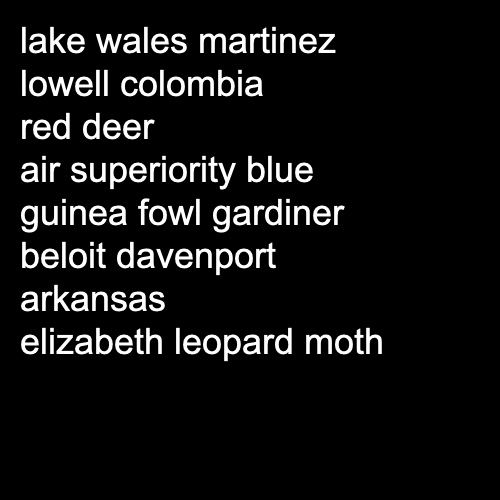 lake wales martinez
lowell colombia
red deer
air superiority blue
guinea fowl gardiner
beloit davenport
arkansas
elizabeth leopard moth